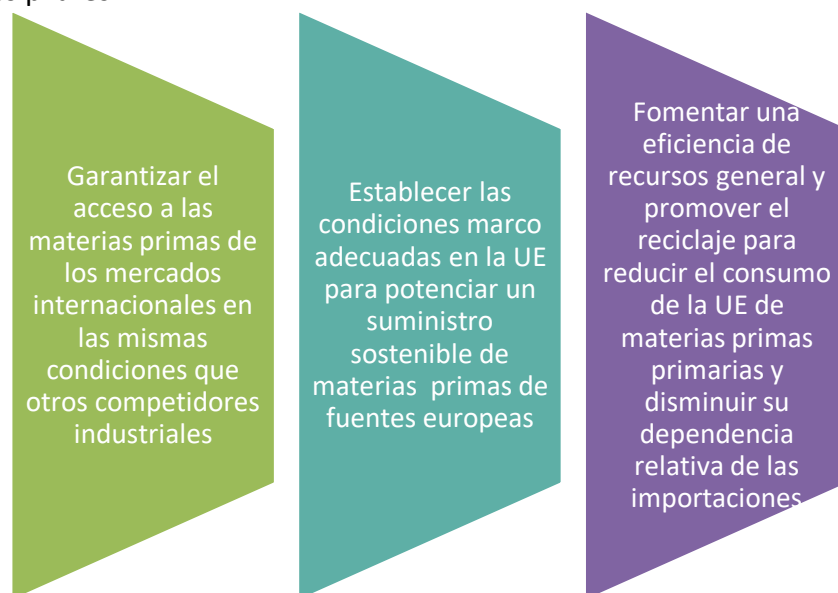 Garantizar el
acceso a las
materias primas de
los mercados
internacionales en
las mismas
condiciones que
otros competidores
industriales
Establecer las
condiciones marco
adecuadas en la UE
para potenciar un
suministro
sostenible de
materias primas de
fuentes europeas
Fomentar una
eficiencia de
recursos general y
promover el
reciclaje para
reducir el consumo
de la UE de
materias primas
primarias y
disminuir su
dependencia
relativa de las
importaciones